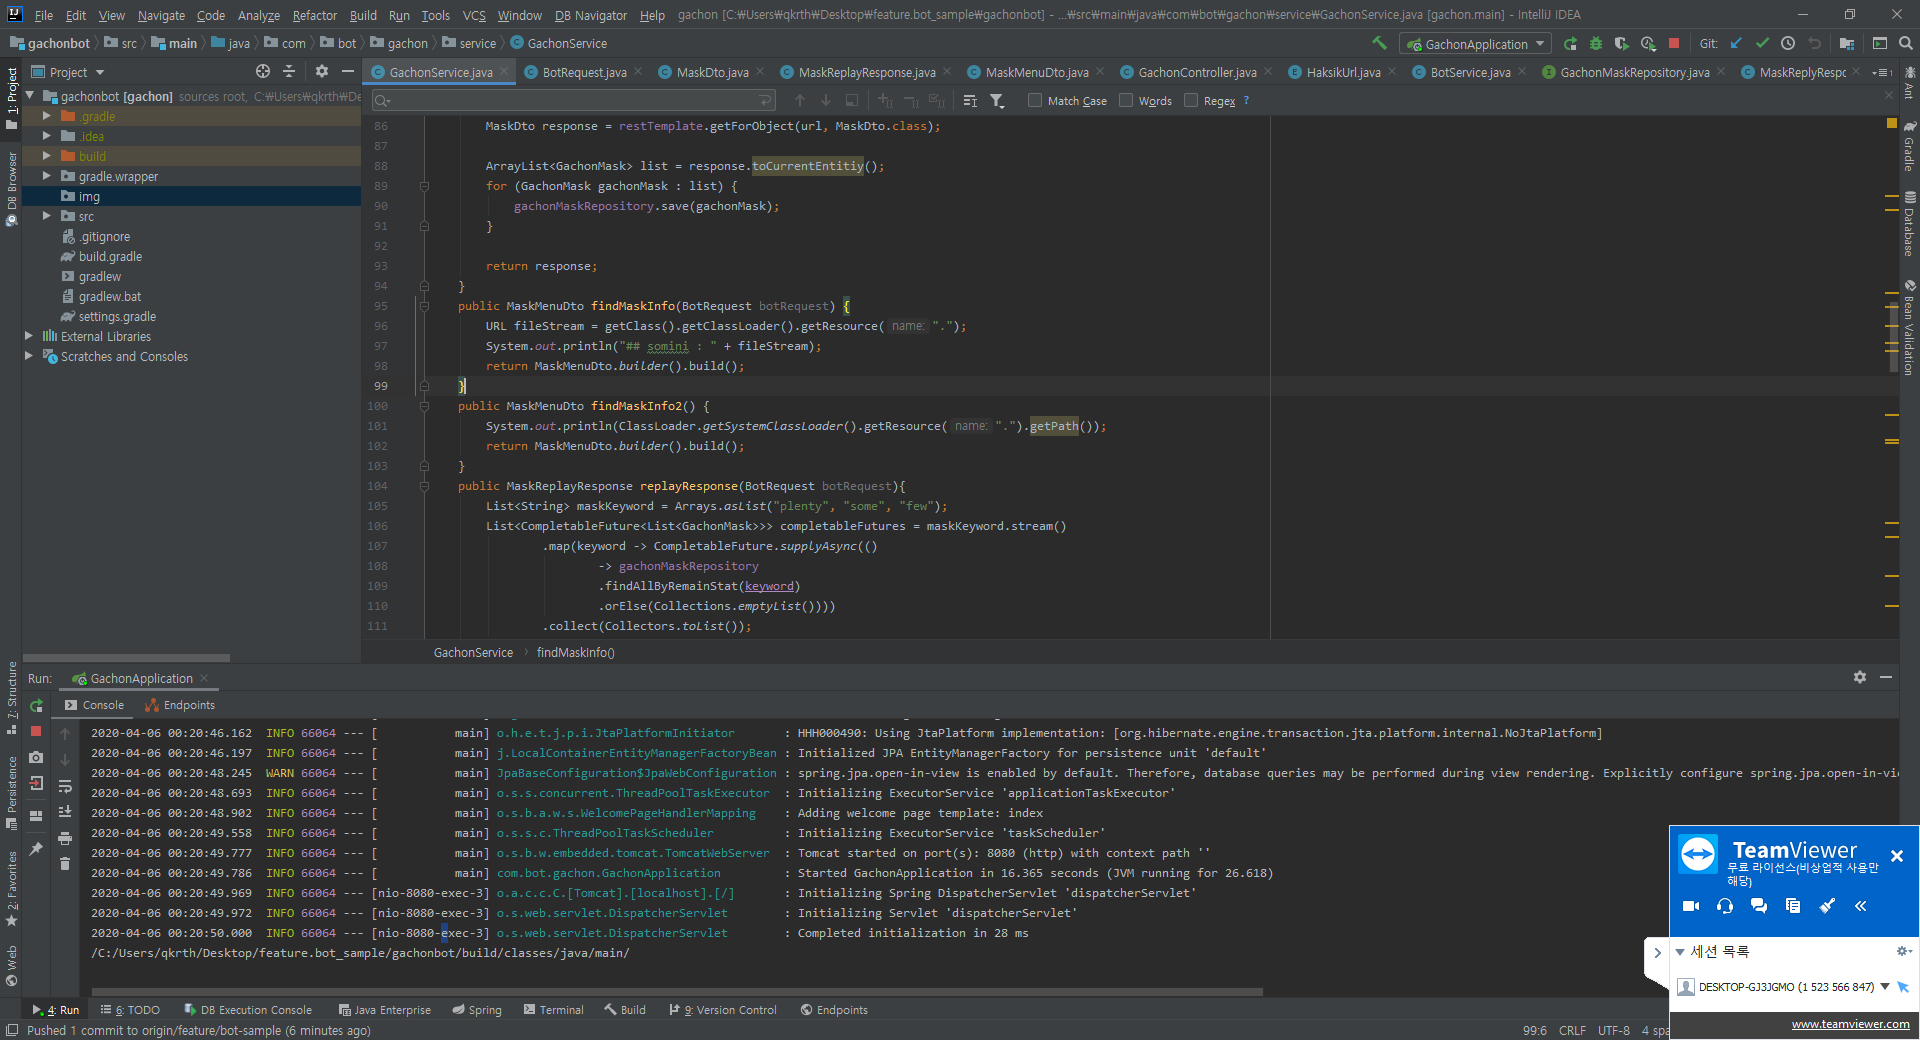 File Edit View Navigate Code Analyze Refactor Build Run Tools VCS Window DB Navigator Help gachon [C:₩Users₩qkrth₩Desktop₩feature.bot_sample₩gachonbot] - ...₩src₩main₩java₩com₩bot₩gachon₩service₩GachonService.java [gachon.main] - IntelliJ IDEA
gachonbot src main java com bot gachon service GachonService GachonApplication Git:
Project GachonService.java BotRequest.java MaskDto.java MaskReplayResponse.java MaskMenuDto.java GachonController.java HaksikUrl.java BotService.java GachonMaskRepository.java MaskReplyRespc
Match Case Words Regex ?
1: Project
DB Browser
7: Structure
Persistence
2: Favorites
Web
gachonbot [gachon] sources root, C:₩Users₩qkrth₩De
.gradle
.idea
build
gradle.wrapper
img
src
.gitignore
build.gradle
gradlew
gradlew.bat
settings.gradle
External Libraries
Scratches and Consoles
86 MaskDto response = restTemplate.getForObject(url, MaskDto.class);
87
88 ArrayList<GachonMask> list = response.toCurrentEntitiy();
89 for (GachonMask gachonMask : list) {
90 gachonMaskRepository.save(gachonMask);
91 }
92
93 return response;
94 }
95 public MaskMenuDto findMaskInfo(BotRequest botRequest) {
96 URL fileStream = getClass().getClassLoader().getResource( name: ".");
97 System.out.println("## somini : " + fileStream);
98 return MaskMenuDto.builder().build();
99 }
100 public MaskMenuDto findMaskInfo2() {
101 System.out.println(ClassLoader.getSystemClassLoader().getResource( name: ".").getPath());
102 return MaskMenuDto.builder().build();
103 }
104 public MaskReplayResponse replayResponse(BotRequest botRequest){
105 List<String> maskKeyword = Arrays.asList("plenty", "some", "few");
106 List<CompletableFuture<List<GachonMask>>> completableFutures = maskKeyword.stream()
107 .map(keyword -> CompletableFuture.supplyAsync(()
108 -> gachonMaskRepository
109 .findAllByRemainStat(keyword)
110 .orElse(Collections.emptyList())))
111 .collect(Collectors.toList());
GachonService findMaskInfo()
Ant
Gradle
Database
Bean Validation
Run: GachonApplication
Console Endpoints
2020-04-06 00:20:46.162 INFO 66064 --- [ main] o.h.e.t.j.p.i.JtaPlatformInitiator : HHH000490: Using JtaPlatform implementation: [org.hibernate.engine.transaction.jta.platform.internal.NoJtaPlatform]
2020-04-06 00:20:46.197 INFO 66064 --- [ main] j.LocalContainerEntityManagerFactoryBean : Initialized JPA EntityManagerFactory for persistence unit 'default'
2020-04-06 00:20:48.245 WARN 66064 --- [ main] JpaBaseConfiguration$JpaWebConfiguration : spring.jpa.open-in-view is enabled by default. Therefore, database queries may be performed during view rendering. Explicitly configure spring.jpa.open-in-vi
2020-04-06 00:20:48.693 INFO 66064 --- [ main] o.s.s.concurrent.ThreadPoolTaskExecutor : Initializing ExecutorService 'applicationTaskExecutor'
2020-04-06 00:20:48.902 INFO 66064 --- [ main] o.s.b.a.w.s.WelcomePageHandlerMapping : Adding welcome page template: index
2020-04-06 00:20:49.558 INFO 66064 --- [ main] o.s.s.c.ThreadPoolTaskScheduler : Initializing ExecutorService 'taskScheduler'
2020-04-06 00:20:49.777 INFO 66064 --- [ main] o.s.b.w.embedded.tomcat.TomcatWebServer : Tomcat started on port(s): 8080 (http) with context path ''
2020-04-06 00:20:49.786 INFO 66064 --- [ main] com.bot.gachon.GachonApplication : Started GachonApplication in 16.365 seconds (JVM running for 26.618)
2020-04-06 00:20:49.969 INFO 66064 --- [nio-8080-exec-3] o.a.c.c.C.[Tomcat].[localhost].[/] : Initializing Spring DispatcherServlet 'dispatcherServlet'
2020-04-06 00:20:49.972 INFO 66064 --- [nio-8080-exec-3] o.s.web.servlet.DispatcherServlet : Initializing Servlet 'dispatcherServlet'
2020-04-06 00:20:50.000 INFO 66064 --- [nio-8080-exec-3] o.s.web.servlet.DispatcherServlet : Completed initialization in 28 ms
/C:/Users/qkrth/Desktop/feature.bot_sample/gachonbot/build/classes/java/main/
TeamViewer
무료 라이선스(비상업적 사용만
해당)
세션 목록
DESKTOP-GJ3JGMO (1 523 566 847)
www.teamviewer.com
4: Run 6: TODO DB Execution Console Java Enterprise Spring Terminal Build 9: Version Control Endpoints
Pushed 1 commit to origin/feature/bot-sample (6 minutes ago) 99:6 CRLF UTF-8 4 spa